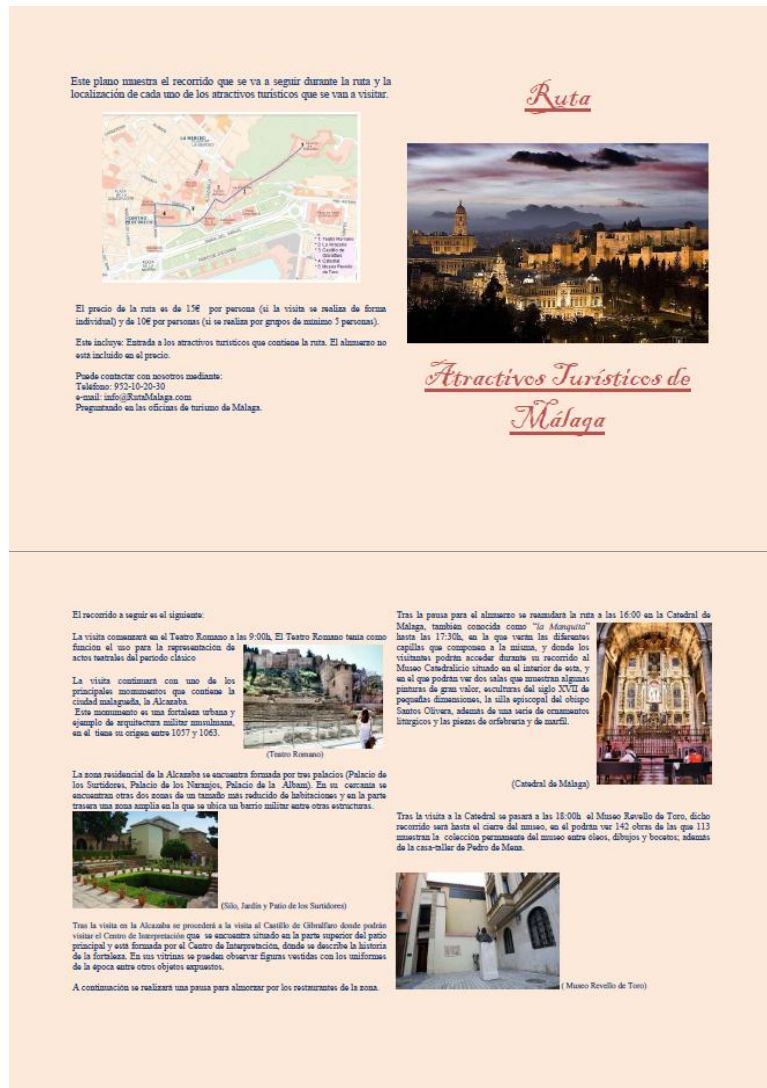 Este plano muestra el recorrido que se va a seguir durante la ruta y la
localización de cada uno de los atractivos turísticos que se van a visitar.
LA MERCED
1 Teatro Romano
2 La Alcazaba
3 Castillo de
Gibralfaro
4 Catedral
5 Museo Revello
de Toro
El precio de la ruta es de 15€ por persona (si la visita se realiza de forma
individual) y de 10€ por personas (si se realiza por grupos de mínimo 5 personas).
Este incluye: Entrada a los atractivos turísticos que contiene la ruta. El almuerzo no
está incluido en el precio.
Puede contactar con nosotros mediante:
Teléfono: 952-10-20-30
e-mail: info@RutaMalaga.com
Preguntando en las oficinas de turismo de Málaga.
Ruta
Atractivos Turísticos de
Málaga
El recorrido a seguir es el siguiente:
La visita comenzará en el Teatro Romano a las 9:00h, El Teatro Romano tenía como
función el uso para la representación de
actos teatrales del periodo clásico
La visita continuará con uno de los
principales monumentos que contiene la
ciudad malagueña, la Alcazaba.
Este monumento es una fortaleza urbana y
ejemplo de arquitectura militar musulmana,
en el tiene su origen entre 1057 y 1063.
(Teatro Romano)
La zona residencial de la Alcazaba se encuentra formada por tres palacios (Palacio de
los Surtidores, Palacio de los Naranjos, Palacio de la Albam). En su cercanía se
encuentran otras dos zonas de un tamaño más reducido de habitaciones y en la parte
trasera una zona amplia en la que se ubica un barrio militar entre otras estructuras.
(Silo, Jardín y Patio de los Surtidores)
Tras la visita en la Alcazaba se procederá a la visita al Castillo de Gibralfaro donde podrán
visitar el Centro de Interpretación que se encuentra situado en la parte superior del patio
principal y está formada por el Centro de Interpretación, donde se describe la historia
de la fortaleza. En sus vitrinas se pueden observar figuras vestidas con los uniformes
de la época entre otros objetos expuestos.
A continuación se realizará una pausa para almorzar por los restaurantes de la zona.
Tras la pausa para el almuerzo se reanudará la ruta a las 16:00 en la Catedral de
Málaga, también conocida como "la Manquita"
hasta las 17:30h, en la que verán las diferentes
capillas que componen a la misma, y donde los
visitantes podrán acceder durante su recorrido al
Museo Catedralicio situado en el interior de esta, y
en el que podrán ver dos salas que muestran algunas
pinturas de gran valor, esculturas del siglo XVII de
pequeñas dimensiones, la silla episcopal del obispo
Santos Olivera, además de una serie de ornamentos
litúrgicos y las piezas de orfebrería y de marfil.
(Catedral de Málaga)
Tras la visita a la Catedral se pasará a las 18:00h el Museo Revello de Toro, dicho
recorrido será hasta el cierre del museo, en él podrán ver 142 obras de las que 113
muestran la colección permanente del museo entre óleos, dibujos y bocetos; además
de la casa-taller de Pedro de Mena.
( Museo Revello de Toro)